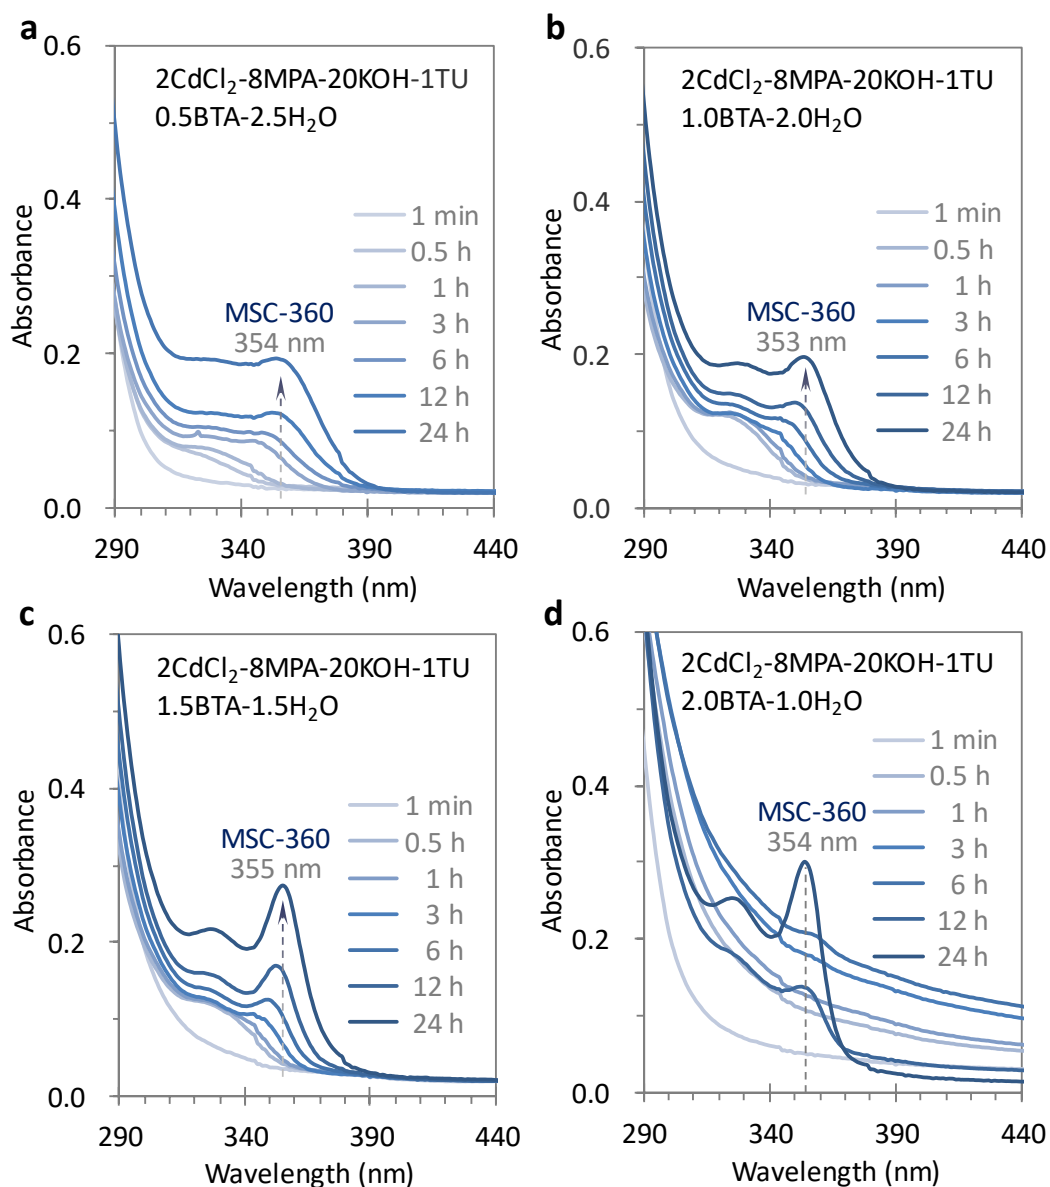 a
0.6
0.4
0.2
0.0
Absorbance
2CdCl₂-8MPA-20KOH-1TU
0.5BTA-2.5H₂O
1 min
0.5 h
1 h
3 h
6 h
12 h
24 h
MSC-360
354 nm
290 340 390 440
Wavelength (nm)
b
0.6
0.4
0.2
0.0
Absorbance
2CdCl₂-8MPA-20KOH-1TU
1.0BTA-2.0H₂O
1 min
0.5 h
1 h
3 h
6 h
12 h
24 h
MSC-360
353 nm
290 340 390 440
Wavelength (nm)
c
0.6
0.4
0.2
0.0
Absorbance
2CdCl₂-8MPA-20KOH-1TU
1.5BTA-1.5H₂O
1 min
0.5 h
1 h
3 h
6 h
12 h
24 h
MSC-360
355 nm
290 340 390 440
Wavelength (nm)
d
0.6
0.4
0.2
0.0
Absorbance
2CdCl₂-8MPA-20KOH-1TU
2.0BTA-1.0H₂O
1 min
0.5 h
1 h
3 h
6 h
12 h
24 h
MSC-360
354 nm
290 340 390 440
Wavelength (nm)